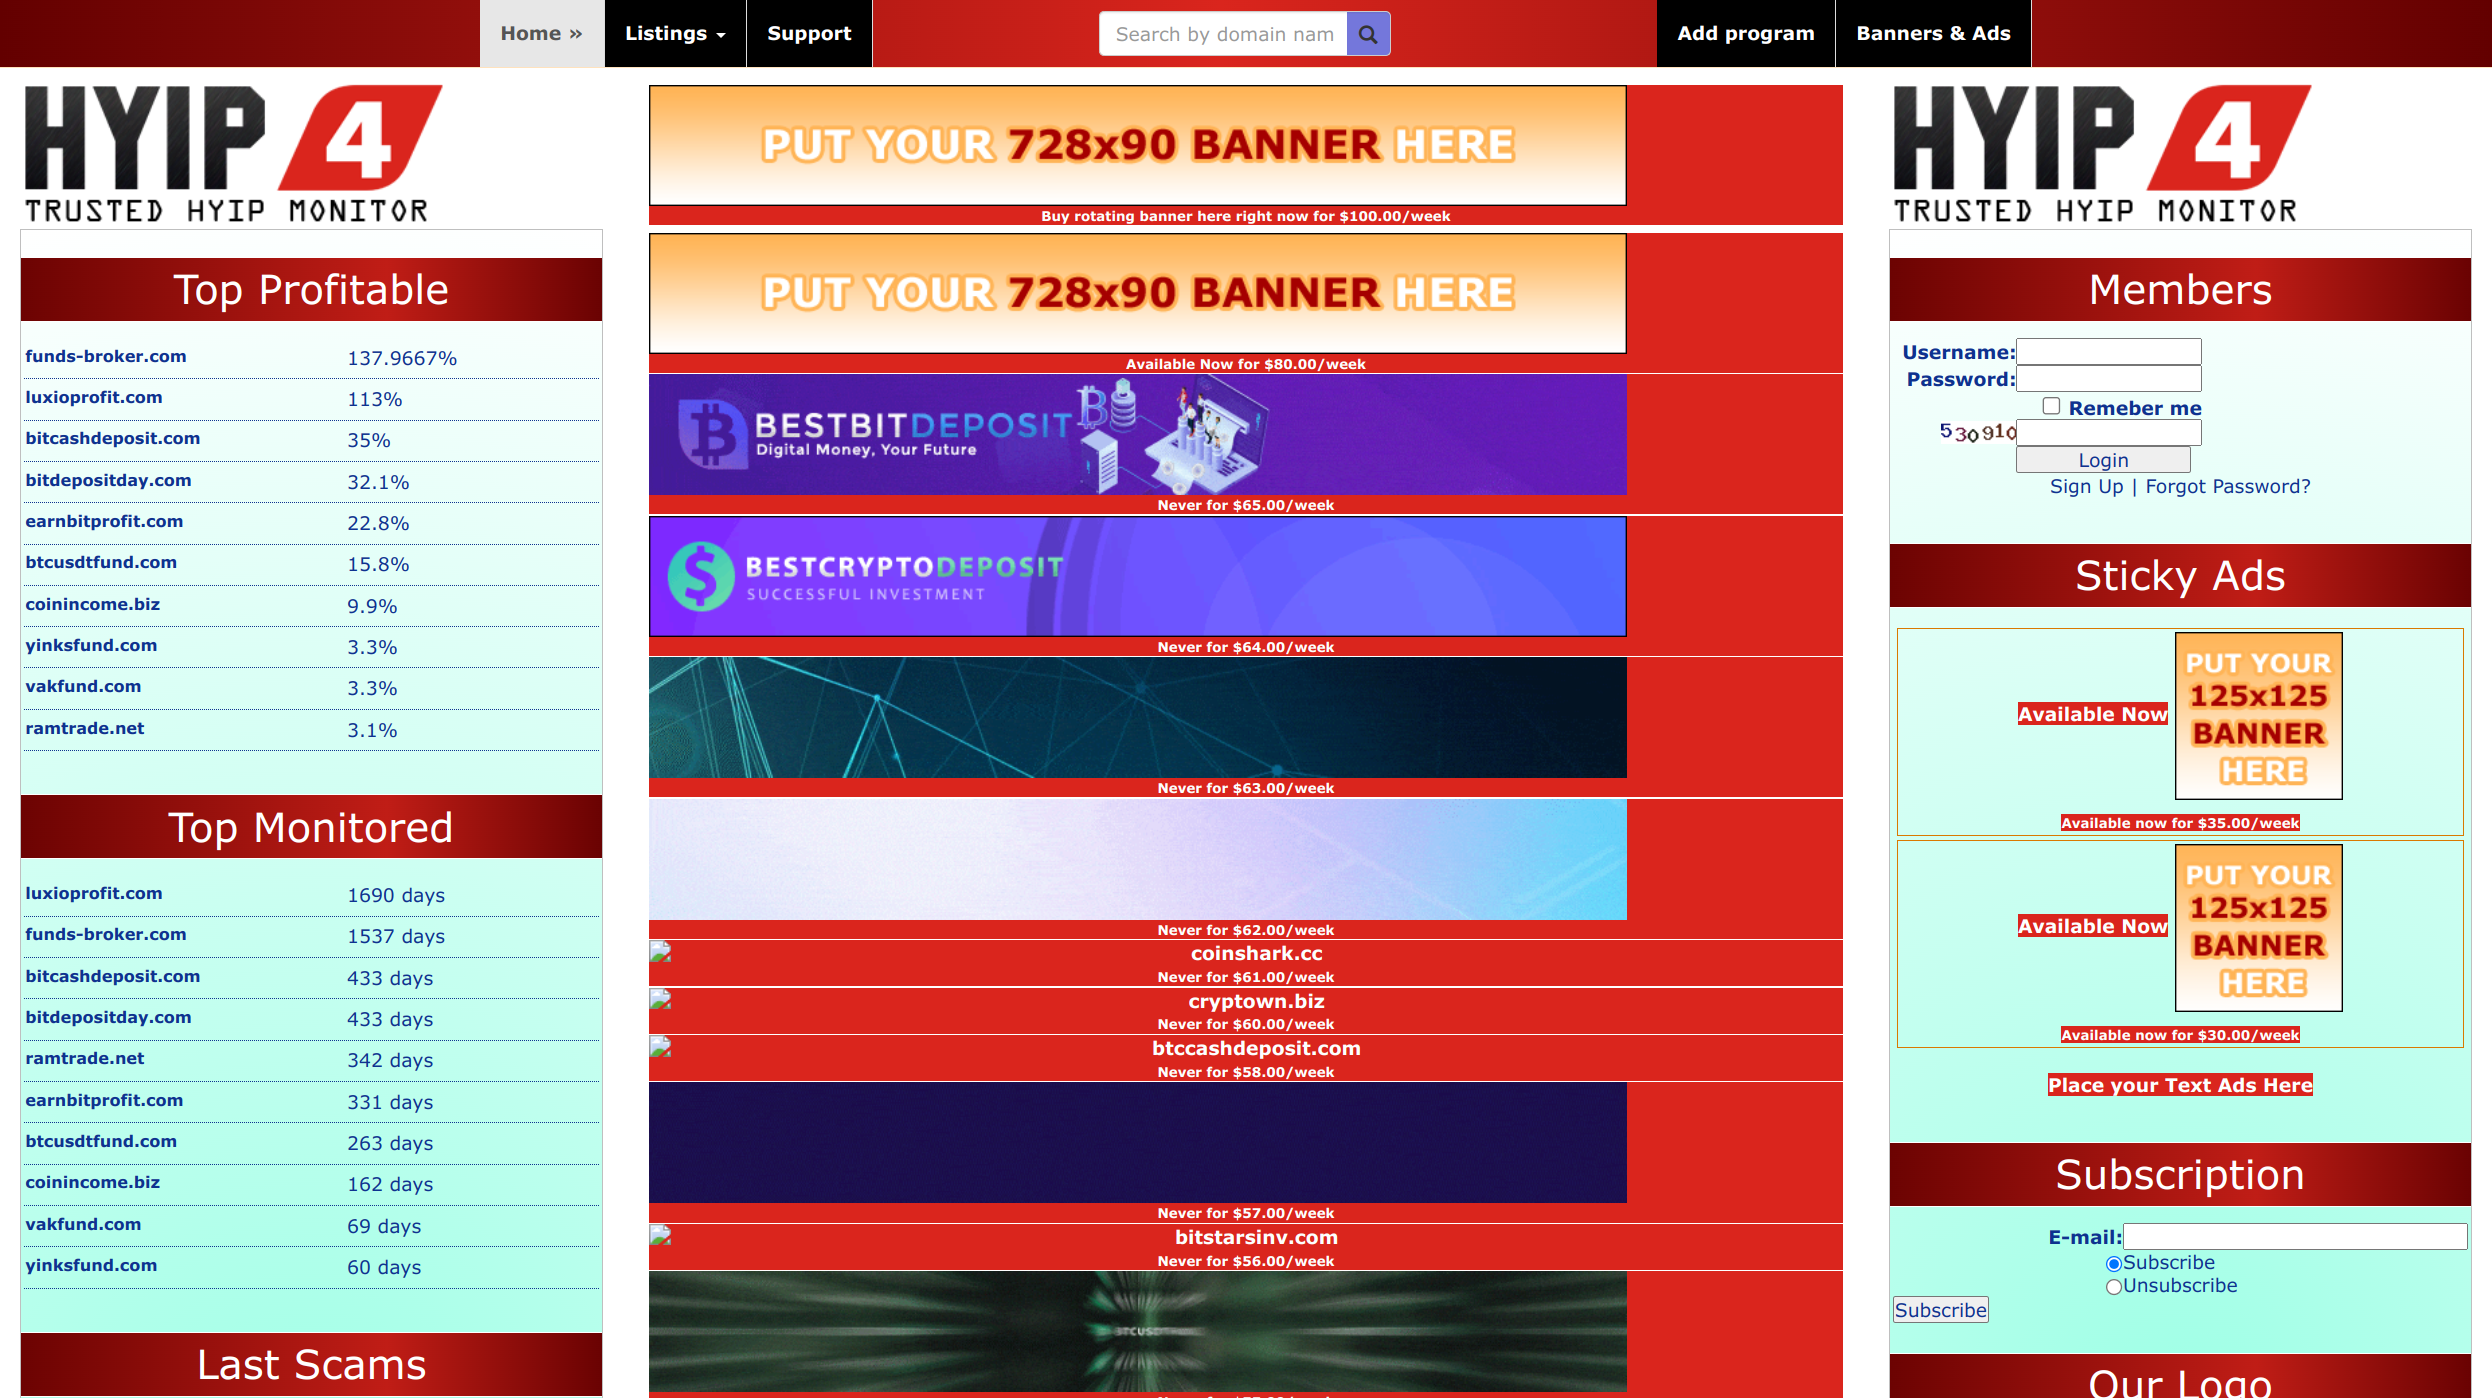 Home »
Listings
Support
Search by domain nam
Add program
Banners & Ads
HYIP 4
TRUSTED HYIP MONITOR
Top Profitable
funds-broker.com 137.9667%
luxioprofit.com 113%
bitcashdeposit.com 35%
bitdepositday.com 32.1%
earnbitprofit.com 22.8%
btcusdtfund.com 15.8%
coinincome.biz 9.9%
yinksfund.com 3.3%
vakfund.com 3.3%
ramtrade.net 3.1%
Top Monitored
luxioprofit.com 1690 days
funds-broker.com 1537 days
bitcashdeposit.com 433 days
bitdepositday.com 433 days
ramtrade.net 342 days
earnbitprofit.com 331 days
btcusdtfund.com 263 days
coinincome.biz 162 days
vakfund.com 69 days
yinksfund.com 60 days
Last Scams
PUT YOUR 728x90 BANNER HERE
Buy rotating banner here right now for $100.00/week
PUT YOUR 728x90 BANNER HERE
Available Now for $80.00/week
BESTBITDEPOSIT
Digital Money, Your Future
Never for $65.00/week
BESTCRYPTODEPOSIT
SUCCESSFUL INVESTMENT
Never for $64.00/week
Never for $63.00/week
Never for $62.00/week
coinshark.cc
Never for $61.00/week
cryptown.biz
Never for $60.00/week
btccashdeposit.com
Never for $58.00/week
Never for $57.00/week
bitstarsinv.com
Never for $56.00/week
HYIP 4
TRUSTED HYIP MONITOR
Members
Username:
Password:
Remeber me
530910
Login
Sign Up | Forgot Password?
Sticky Ads
Available Now
PUT YOUR
125x125
BANNER
HERE
Available now for $35.00/week
Available Now
PUT YOUR
125x125
BANNER
HERE
Available now for $30.00/week
Place your Text Ads Here
Subscription
E-mail:
Subscribe
Unsubscribe
Subscribe
Our Logo